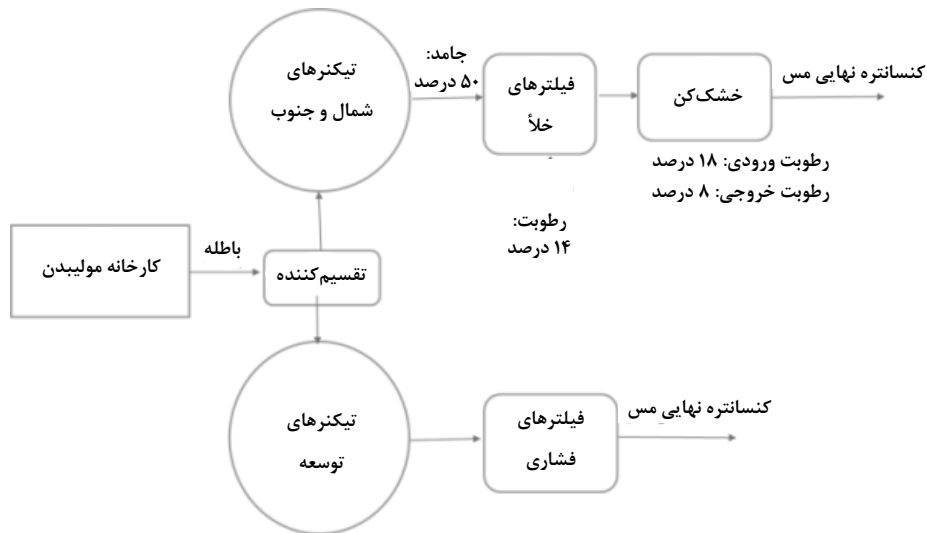 تیکنرهای
شمال و جنوب
جامد:
۵۰ درصد
فیلترهای
خلأ
خشک‌کن
کنسانتره نهایی مس
رطوبت ورودی: ۱۸ درصد
رطوبت خروجی: ۸ درصد
رطوبت:
۱۴ درصد
کارخانه مولیبدن
باطله
تقسیم‌کننده
تیکنرهای
توسعه
فیلترهای
فشاری
کنسانتره نهایی مس